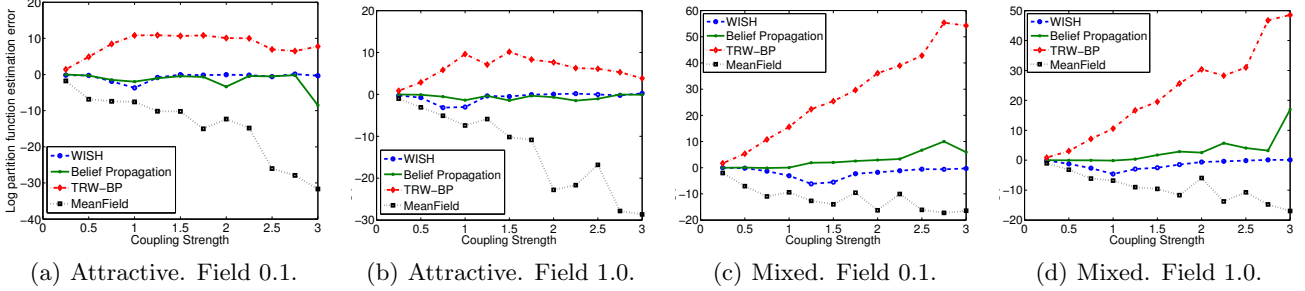 Log partition function estimation error
20
10
0
−10
−20
−30
−40
0.5 1 1.5 2 2.5 3
Coupling Strength
WISH
Belief Propagation
TRW−BP
MeanField
(a) Attractive. Field 0.1.
20
10
0
−10
−20
−30
0.5 1 1.5 2 2.5 3
Coupling Strength
WISH
Belief Propagation
TRW−BP
MeanField
(b) Attractive. Field 1.0.
60
50
40
30
20
10
0
−10
−20
0.5 1 1.5 2 2.5 3
Coupling Strength
WISH
Belief Propagation
TRW−BP
MeanField
(c) Mixed. Field 0.1.
50
40
30
20
10
0
−10
−20
0.5 1 1.5 2 2.5 3
Coupling Strength
WISH
Belief Propagation
TRW−BP
MeanField
(d) Mixed. Field 1.0.